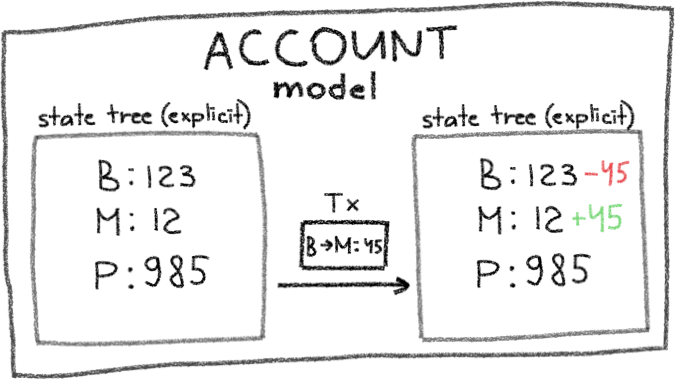 ACCOUNT
model
state tree (explicit)
B: 123
M: 12
P: 985
Tx
B→M: 45
state tree (explicit)
B: 123 -45
M: 12 +45
P: 985